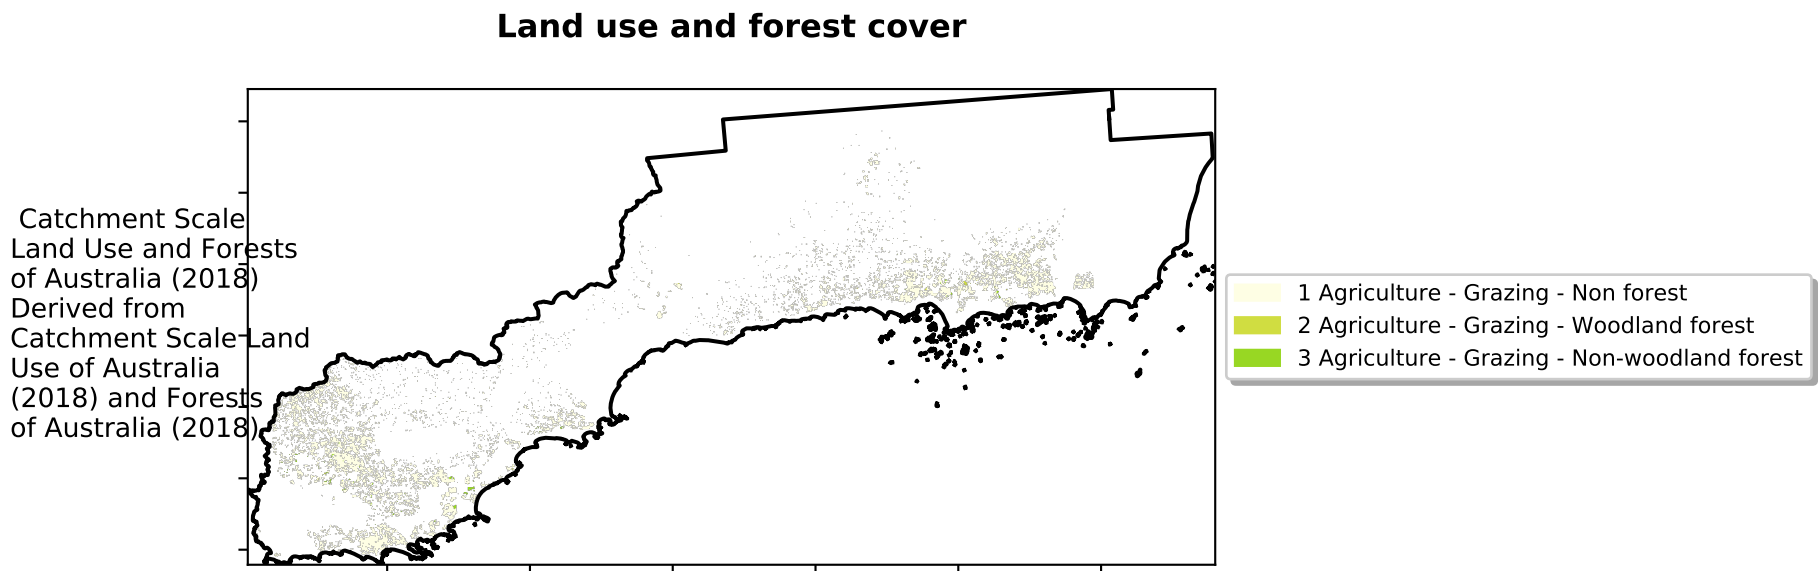 Land use and forest cover
Catchment Scale
Land Use and Forests
of Australia (2018)
Derived from
Catchment Scale Land
Use of Australia
(2018) and Forests
of Australia (2018)
1 Agriculture - Grazing - Non forest
2 Agriculture - Grazing - Woodland forest
3 Agriculture - Grazing - Non-woodland forest